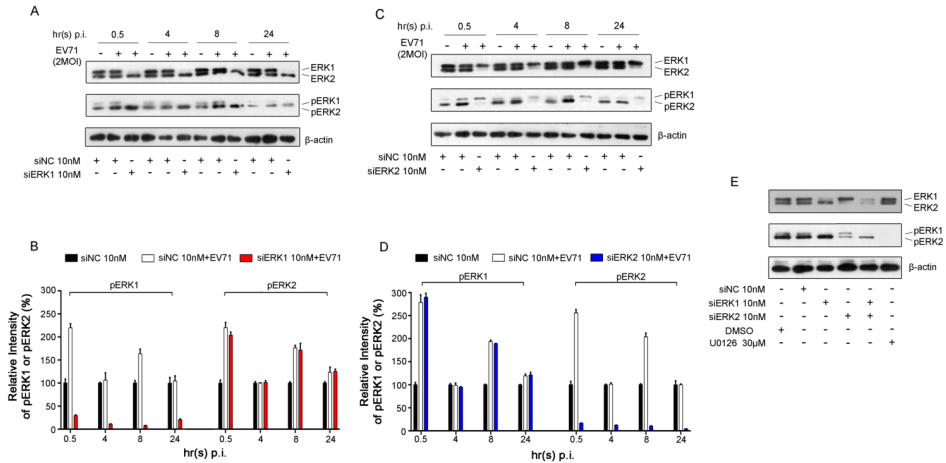 A
hr(s) p.i. 0.5 4 8 24
EV71 (2MOI) - + + - + + - + + - + +
ERK1
ERK2
pERK1
pERK2
β-actin
siNC 10nM + + - + + - + + - + + -
siERK1 10nM - - + - - + - - + - - +
C
hr(s) p.i. 0.5 4 8 24
EV71 (2MOI) - + + - + + - + + - + +
ERK1
ERK2
pERK1
pERK2
β-actin
siNC 10nM + + - + + - + + - + + -
siERK2 10nM - - + - - + - - + - - +
B
siNC 10nM siNC 10nM+EV71 siERK1 10nM+EV71
pERK1 pERK2
Relative Intensity
of pERK1 or pERK2 (%)
300
250
200
150
100
50
0
0.5 4 8 24 0.5 4 8 24
hr(s) p.i.
D
siNC 10nM siNC 10nM+EV71 siERK2 10nM+EV71
pERK1 pERK2
Relative Intensity
of pERK1 or pERK2 (%)
300
250
200
150
100
50
0
0.5 4 8 24 0.5 4 8 24
hr(s) p.i.
E
ERK1
ERK2
pERK1
pERK2
β-actin
siNC 10nM - + - - - -
siERK1 10nM - - + - + -
siERK2 10nM - - - + + -
DMSO + - - - - -
U0126 30μM - - - - - +